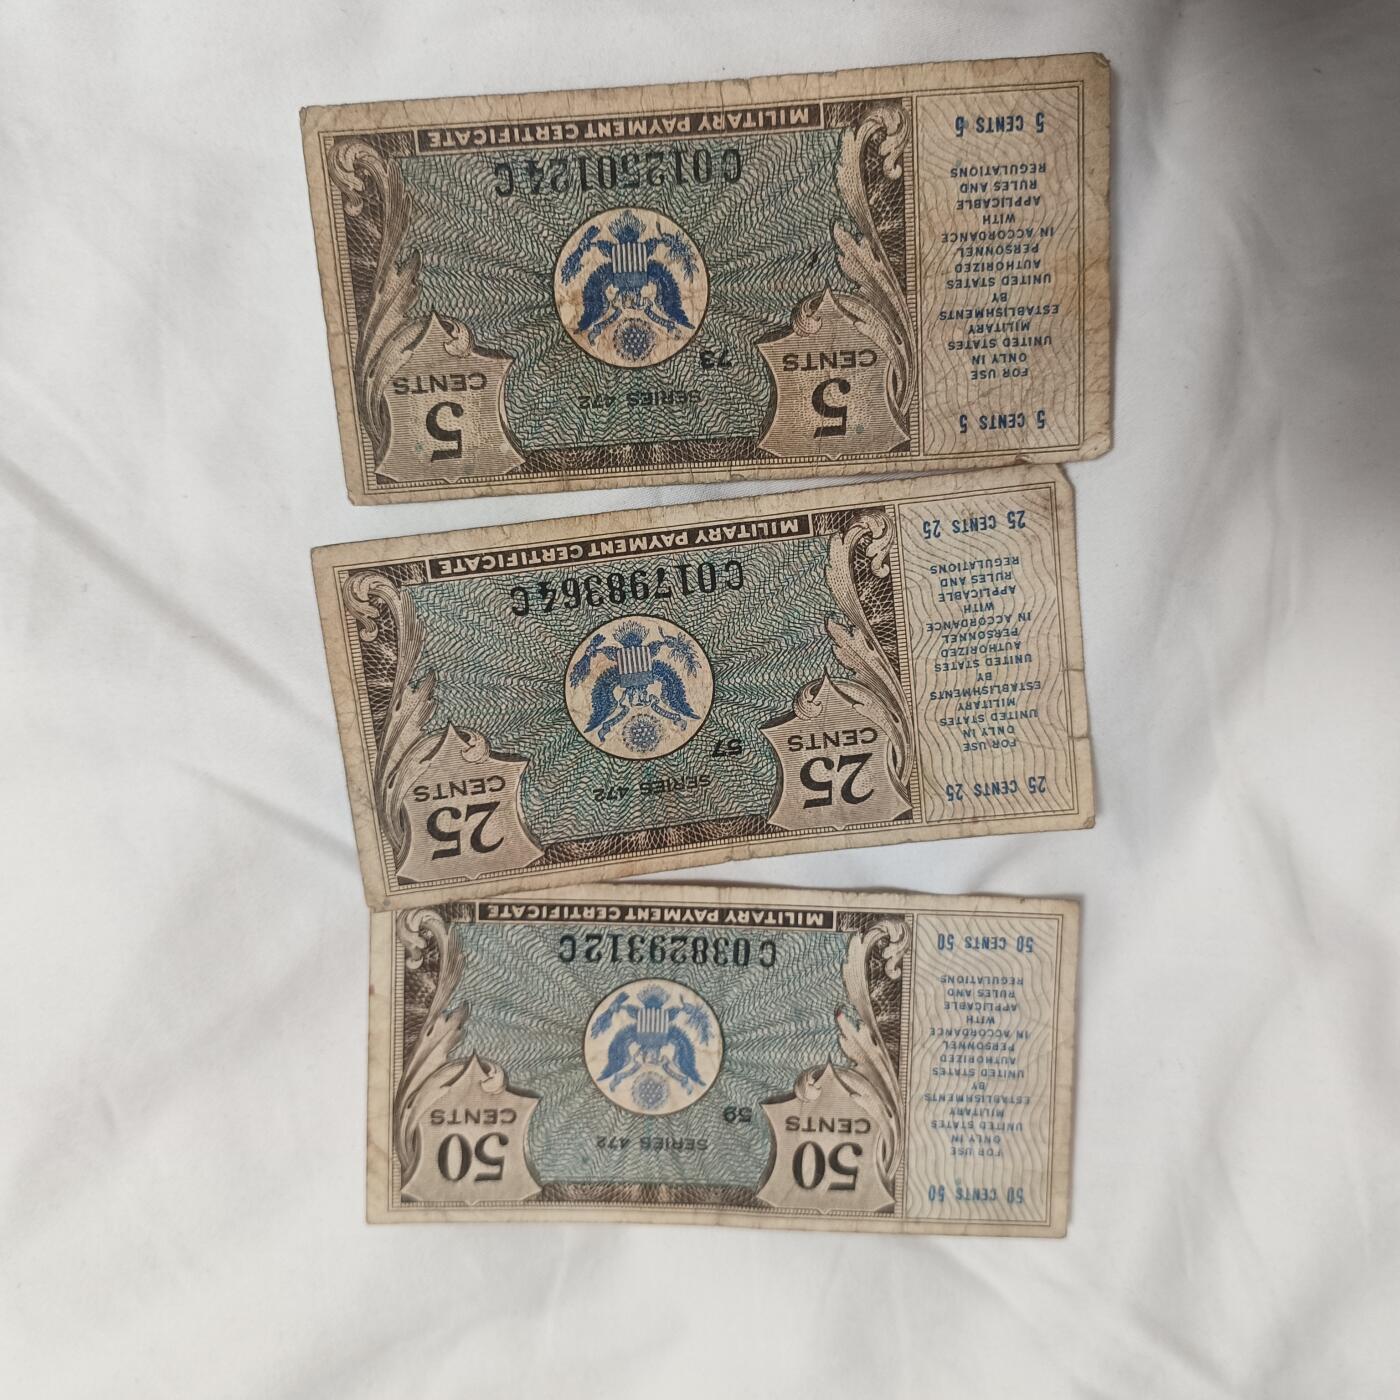 50 CENTS 50
FOR USE
ONLY IN
UNITED STATES
MILITARY
ESTABLISHMENTS
BY
UNITED STATES
AUTHORIZED
PERSONNEL
IN ACCORDANCE
WITH
APPLICABLE
RULES AND
REGULATIONS
50 CENTS 50
SERIES 472
59
50
CENTS
50
CENTS
C03829312C
MILITARY PAYMENT CERTIFICATE
25 CENTS 25
FOR USE
ONLY IN
UNITED STATES
MILITARY
ESTABLISHMENTS
BY
UNITED STATES
AUTHORIZED
PERSONNEL
IN ACCORDANCE
WITH
APPLICABLE
RULES AND
REGULATIONS
25 CENTS 25
SERIES 472
57
25
CENTS
25
CENTS
C01798364C
MILITARY PAYMENT CERTIFICATE
5 CENTS 5
FOR USE
ONLY IN
UNITED STATES
MILITARY
ESTABLISHMENTS
BY
UNITED STATES
AUTHORIZED
PERSONNEL
IN ACCORDANCE
WITH
APPLICABLE
RULES AND
REGULATIONS
5 CENTS 5
SERIES 472
73
5
CENTS
5
CENTS
C01250124C
MILITARY PAYMENT CERTIFICATE